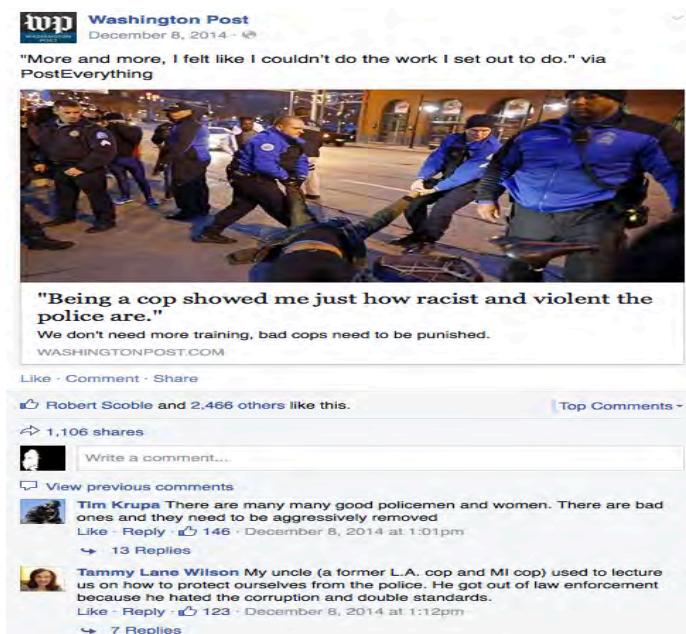 wp
WASHINGTON
POST
Washington Post
December 8, 2014 ·
"More and more, I felt like I couldn't do the work I set out to do." via
PostEverything
"Being a cop showed me just how racist and violent the
police are."
We don't need more training, bad cops need to be punished.
WASHINGTONPOST.COM
Like · Comment · Share
Robert Scoble and 2,466 others like this.
Top Comments
1,106 shares
Write a comment...
View previous comments
Tim Krupa There are many many good policemen and women. There are bad
ones and they need to be aggressively removed
Like · Reply · 146 · December 8, 2014 at 1:01pm
13 Replies
Tammy Lane Wilson My uncle (a former L.A. cop and MI cop) used to lecture
us on how to protect ourselves from the police. He got out of law enforcement
because he hated the corruption and double standards.
Like · Reply · 123 · December 8, 2014 at 1:12pm
7 Replies